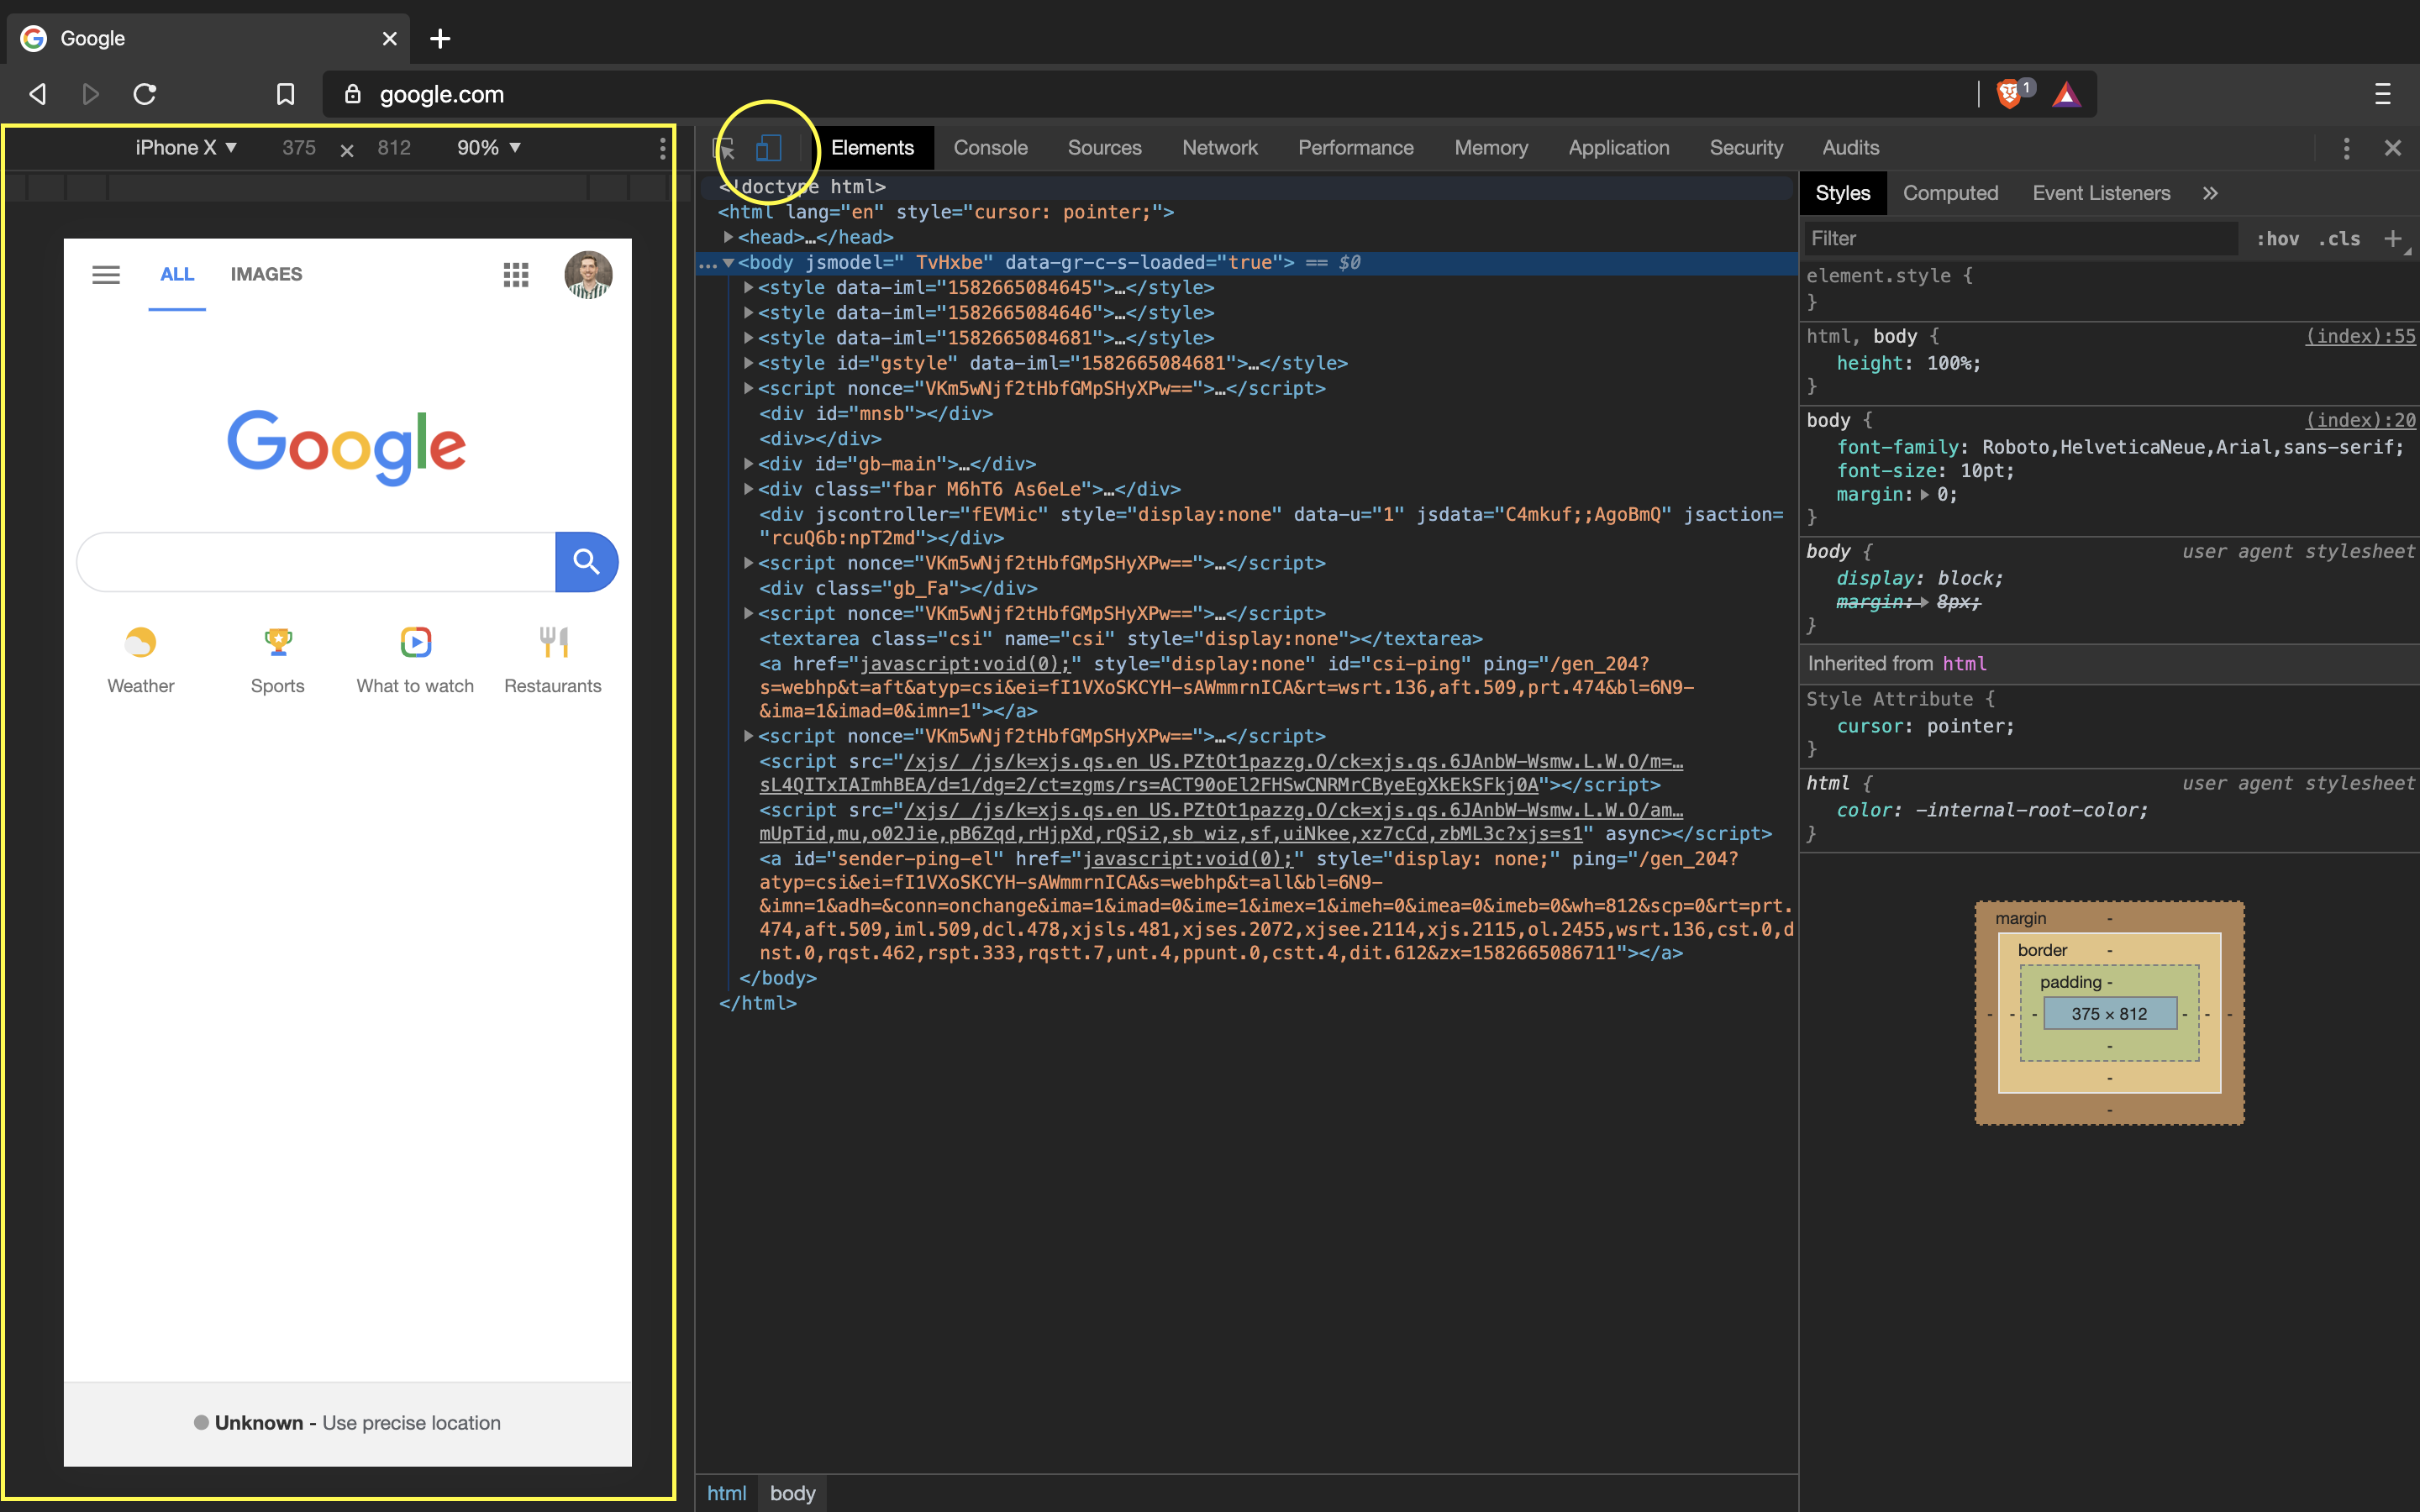 Google
google.com
1
iPhone X ▼ 375 × 812 90% ▼
ALL IMAGES
Google
Weather Sports What to watch Restaurants
Unknown - Use precise location
Elements Console Sources Network Performance Memory Application Security Audits
<!doctype html>
<html lang="en" style="cursor: pointer;">
▶<head>…</head>
…▼<body jsmodel=" TvHxbe" data-gr-c-s-loaded="true"> == $0
▶<style data-iml="1582665084645">…</style>
▶<style data-iml="1582665084646">…</style>
▶<style data-iml="1582665084681">…</style>
▶<style id="gstyle" data-iml="1582665084681">…</style>
▶<script nonce="VKm5wNjf2tHbfGMpSHyXPw==">…</script>
<div id="mnsb"></div>
<div></div>
▶<div id="gb-main">…</div>
▶<div class="fbar M6hT6 As6eLe">…</div>
<div jscontroller="fEVMic" style="display:none" data-u="1" jsdata="C4mkuf;;AgoBmQ" jsaction=
"rcuQ6b:npT2md"></div>
▶<script nonce="VKm5wNjf2tHbfGMpSHyXPw==">…</script>
<div class="gb_Fa"></div>
▶<script nonce="VKm5wNjf2tHbfGMpSHyXPw==">…</script>
<textarea class="csi" name="csi" style="display:none"></textarea>
<a href="javascript:void(0);" style="display:none" id="csi-ping" ping="/gen_204?
s=webhp&t=aft&atyp=csi&ei=fI1VXoSKCYH-sAWmmrnICA&rt=wsrt.136,aft.509,prt.474&bl=6N9-
&ima=1&imad=0&imn=1"></a>
▶<script nonce="VKm5wNjf2tHbfGMpSHyXPw==">…</script>
<script src="/xjs/_/js/k=xjs.qs.en_US.PZtOt1pazzg.O/ck=xjs.qs.6JAnbW-Wsmw.L.W.O/m=…
sL4QITxIAImhBEA/d=1/dg=2/ct=zgms/rs=ACT90oEl2FHSwCNRMrCByeEgXkEkSFkj0A"></script>
<script src="/xjs/_/js/k=xjs.qs.en_US.PZtOt1pazzg.O/ck=xjs.qs.6JAnbW-Wsmw.L.W.O/am…
mUpTid,mu,o02Jie,pB6Zqd,rHjpXd,rQSi2,sb_wiz,sf,uiNkee,xz7cCd,zbML3c?xjs=s1" async></script>
<a id="sender-ping-el" href="javascript:void(0);" style="display: none;" ping="/gen_204?
atyp=csi&ei=fI1VXoSKCYH-sAWmmrnICA&s=webhp&t=all&bl=6N9-
&imn=1&adh=&conn=onchange&ima=1&imad=0&ime=1&imex=1&imeh=0&imea=0&imeb=0&wh=812&scp=0&rt=prt.
474,aft.509,iml.509,dcl.478,xjsls.481,xjses.2072,xjsee.2114,xjs.2115,ol.2455,wsrt.136,cst.0,d
nst.0,rqst.462,rspt.333,rqstt.7,unt.4,ppunt.0,cstt.4,dit.612&zx=1582665086711"></a>
</body>
</html>
html body
Styles Computed Event Listeners »
Filter :hov .cls +
element.style {
}
html, body { (index):55
height: 100%;
}
body { (index):20
font-family: Roboto,HelveticaNeue,Arial,sans-serif;
font-size: 10pt;
margin:▶ 0;
}
body { user agent stylesheet
display: block;
margin:▶ 8px;
}
Inherited from html
Style Attribute {
cursor: pointer;
}
html { user agent stylesheet
color: -internal-root-color;
}
margin -
border -
padding -
- - - 375 × 812 - - -
-
-
-